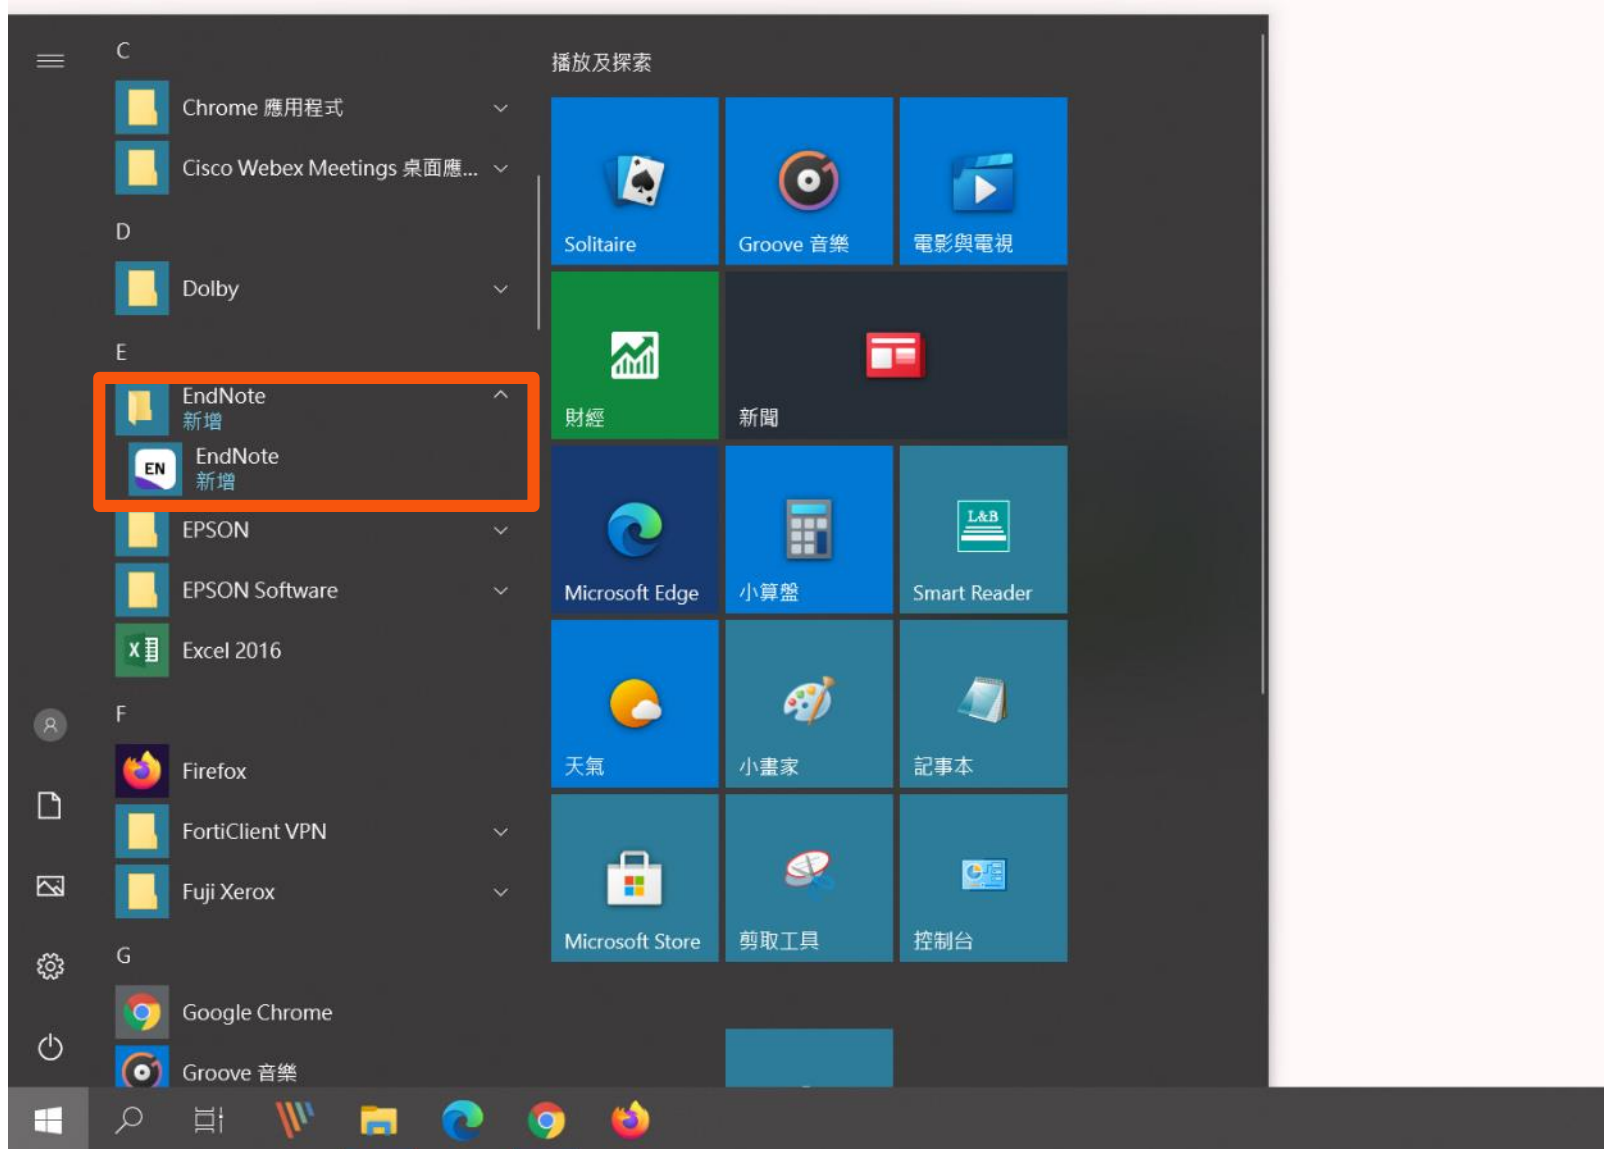 C
Chrome 應用程式
Cisco Webex Meetings 桌面應...
D
Dolby
E
EndNote
新增
EN
EndNote
新增
EPSON
EPSON Software
X
Excel 2016
F
Firefox
FortiClient VPN
Fuji Xerox
G
Google Chrome
Groove 音樂
播放及探索
Solitaire
Groove 音樂
電影與電視
財經
新聞
Microsoft Edge
小算盤
L&B
Smart Reader
天氣
小畫家
記事本
Microsoft Store
剪取工具
控制台